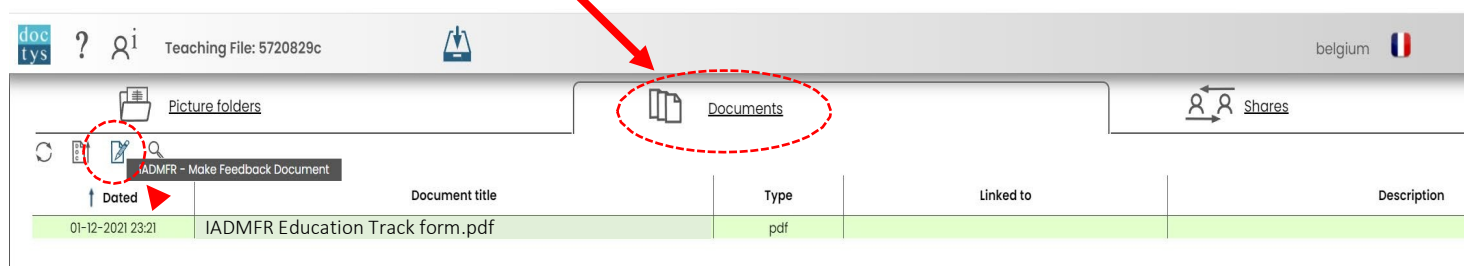 doc
tys
? i Teaching File: 5720829c
belgium
Picture folders
Documents
Shares
IADMFR - Make Feedback Document
Dated Document title Type Linked to Description
01-12-2021 23:21 IADMFR Education Track form.pdf pdf